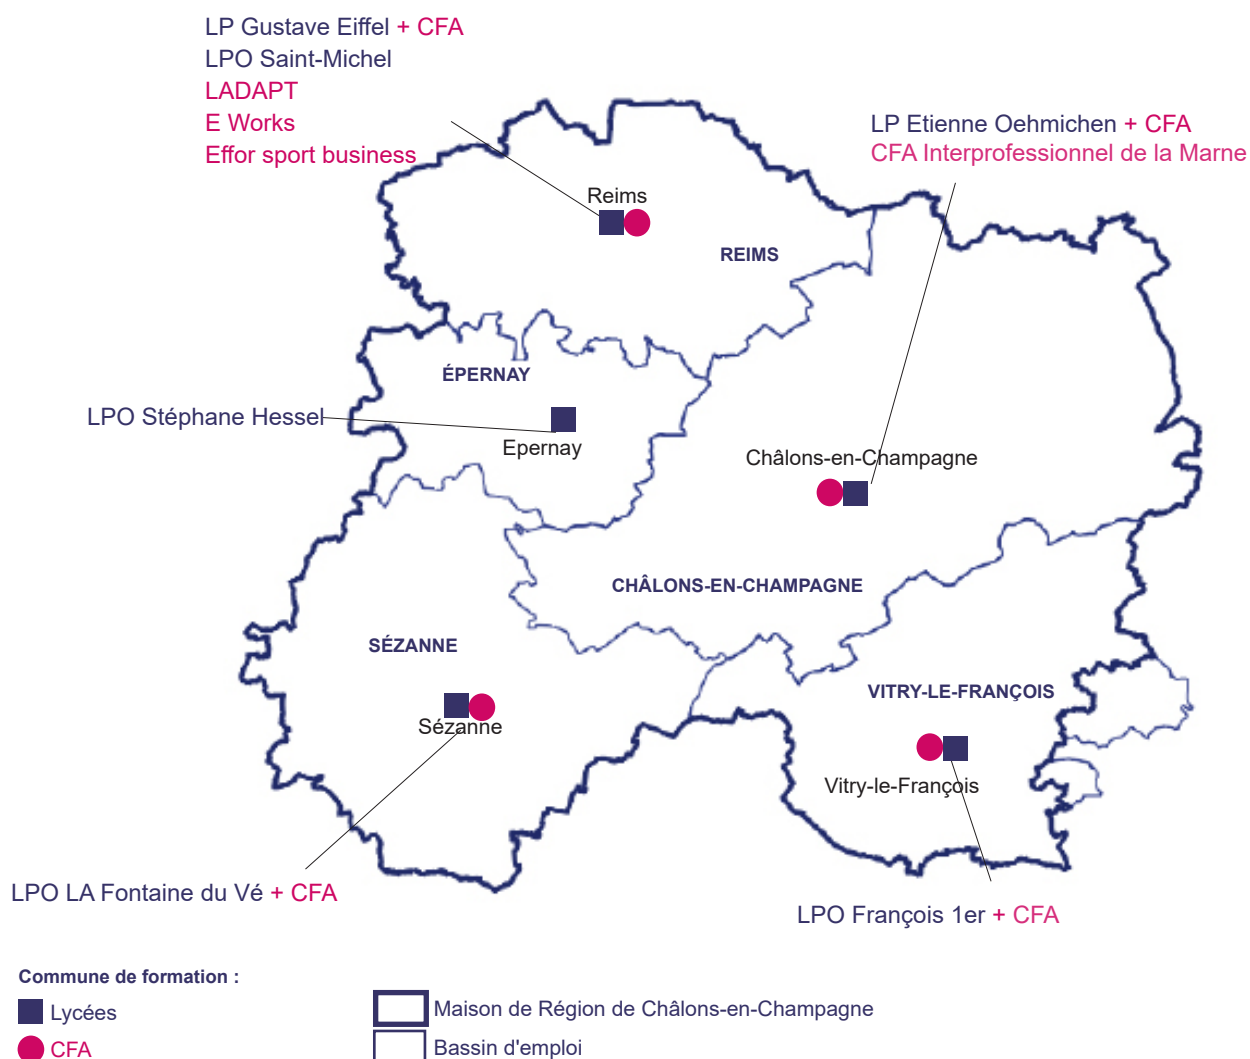 LP Gustave Eiffel + CFA
LPO Saint-Michel
LADAPT
E Works
Effor sport business
LP Etienne Oehmichen + CFA
CFA Interprofessionnel de la Marne
Reims
REIMS
ÉPERNAY
LPO Stéphane Hessel
Epernay
Châlons-en-Champagne
CHÂLONS-EN-CHAMPAGNE
SÉZANNE
VITRY-LE-FRANÇOIS
Sézanne
Vitry-le-François
LPO LA Fontaine du Vé + CFA
LPO François 1er + CFA
Commune de formation :
Lycées
Maison de Région de Châlons-en-Champagne
CFA
Bassin d'emploi